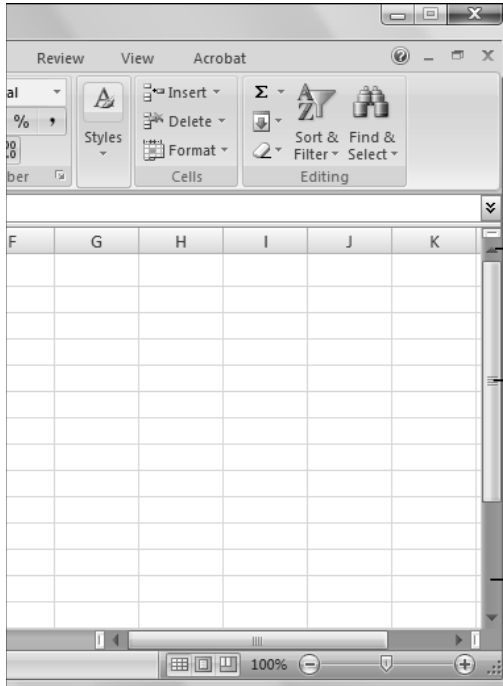 Review View Acrobat
al
Insert
% ,
Σ
Styles
Delete
Sort & Find &
Format
Filter Select
ber
Cells
Editing
F G H I J K
100%